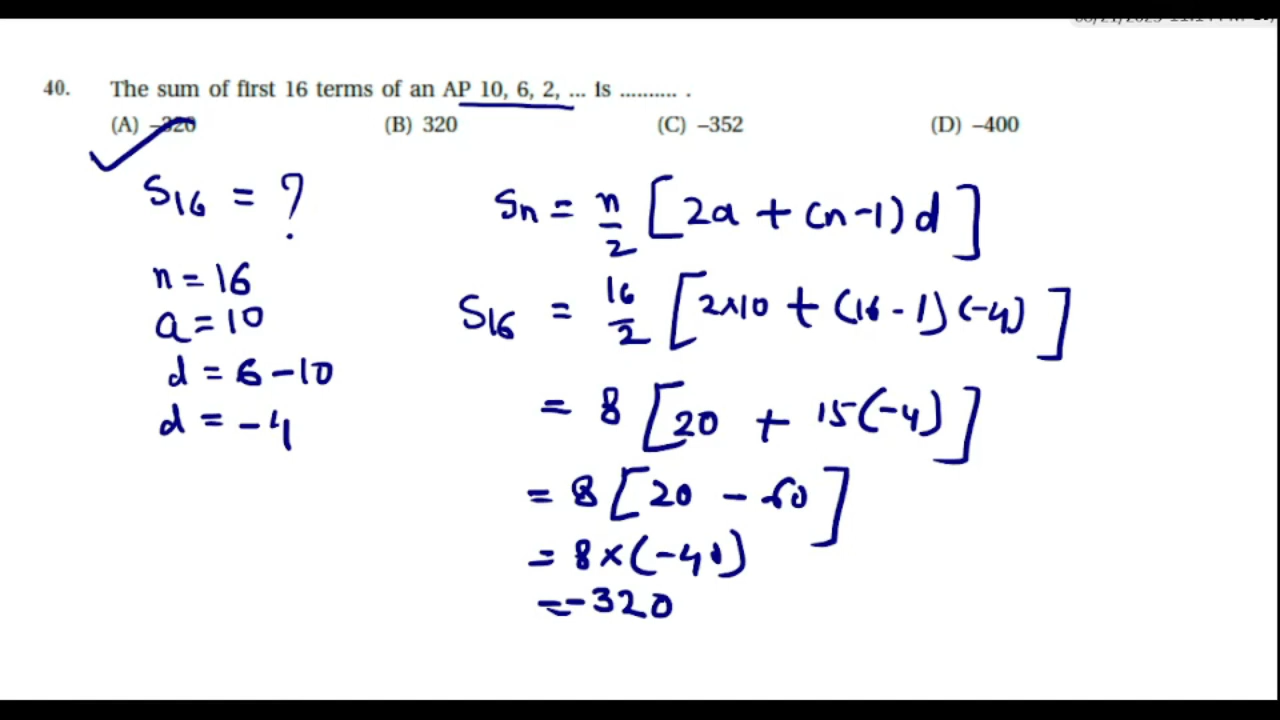 40. The sum of first 16 terms of an AP 10, 6, 2, ... is .......... .
(A) –320 (B) 320 (C) –352 (D) –400
S16 = ?
n = 16
a = 10
d = 6 - 10
d = -4
Sn = n/2 [2a + (n-1)d]
S16 = 16/2 [2×10 + (16-1)(-4)]
= 8 [20 + 15(-4)]
= 8 [20 - 60]
= 8 × (-40)
= -320